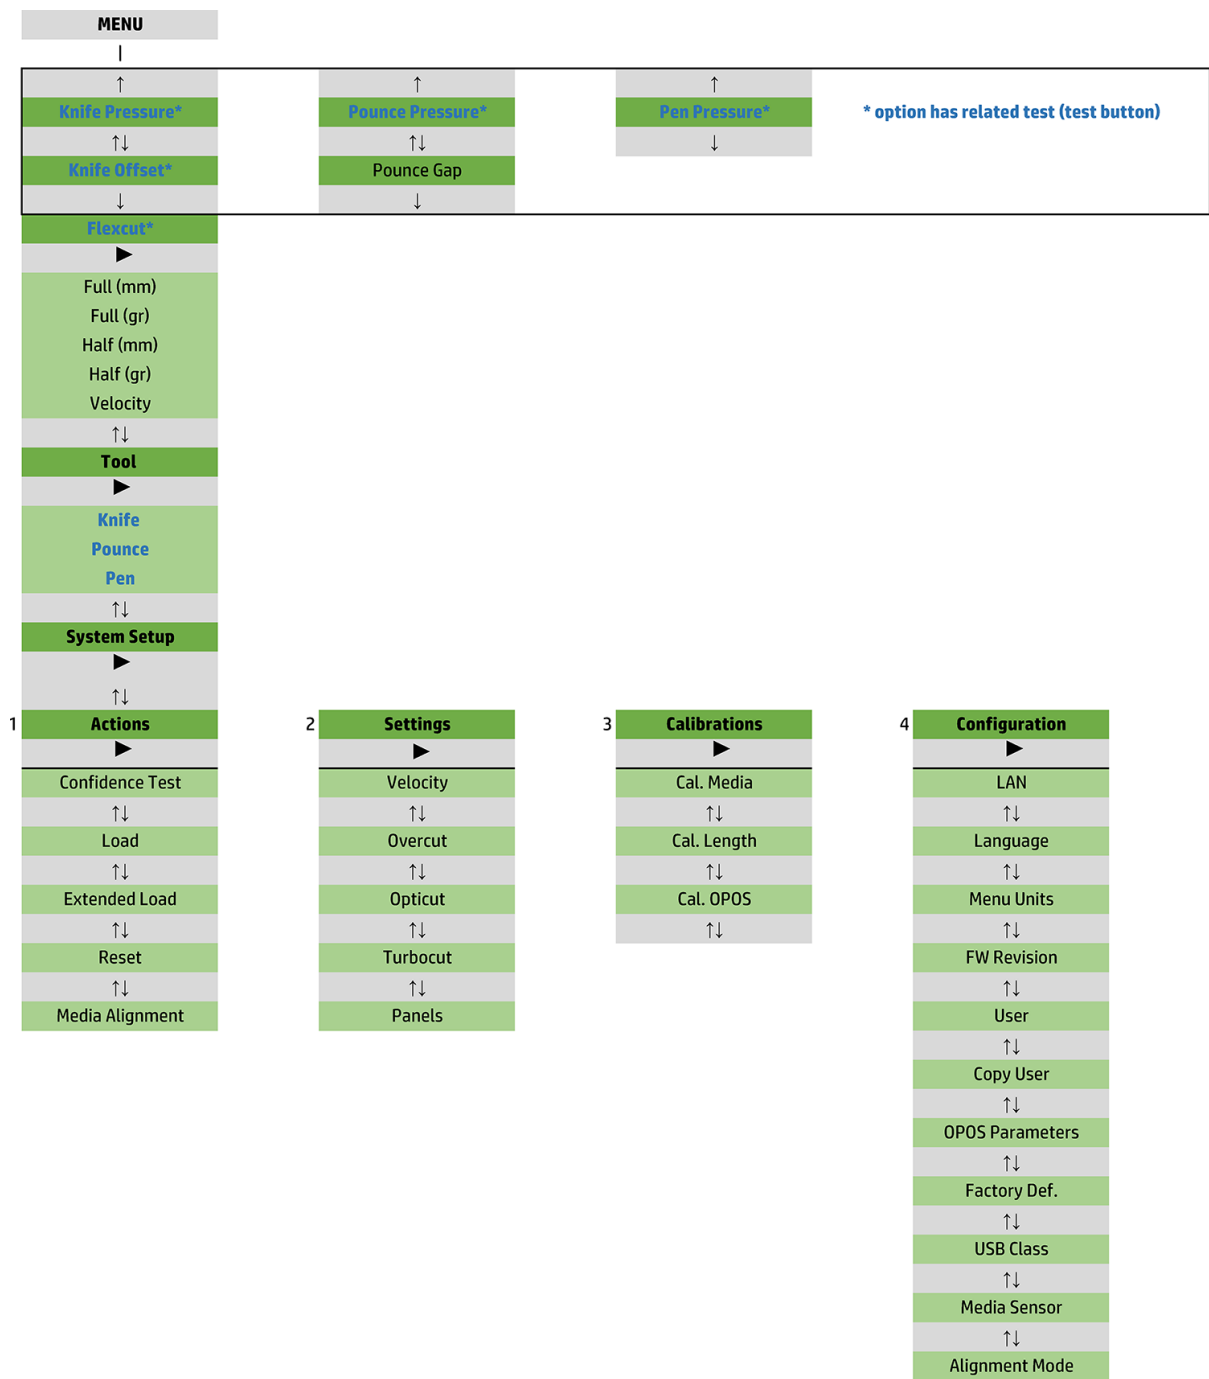 MENU
|
↑ ↑ ↑
Knife Pressure* Pounce Pressure* Pen Pressure* * option has related test (test button)
↑↓ ↑↓ ↓
Knife Offset* Pounce Gap
↓ ↓
Flexcut*
▶
Full (mm)
Full (gr)
Half (mm)
Half (gr)
Velocity
↑↓
Tool
▶
Knife
Pounce
Pen
↑↓
System Setup
▶
↑↓
1 Actions 2 Settings 3 Calibrations 4 Configuration
▶ ▶ ▶ ▶
Confidence Test Velocity Cal. Media LAN
↑↓ ↑↓ ↑↓ ↑↓
Load Overcut Cal. Length Language
↑↓ ↑↓ ↑↓ ↑↓
Extended Load Opticut Cal. OPOS Menu Units
↑↓ ↑↓ ↑↓ ↑↓
Reset Turbocut FW Revision
↑↓ ↑↓ ↑↓
Media Alignment Panels User
↑↓
Copy User
↑↓
OPOS Parameters
↑↓
Factory Def.
↑↓
USB Class
↑↓
Media Sensor
↑↓
Alignment Mode